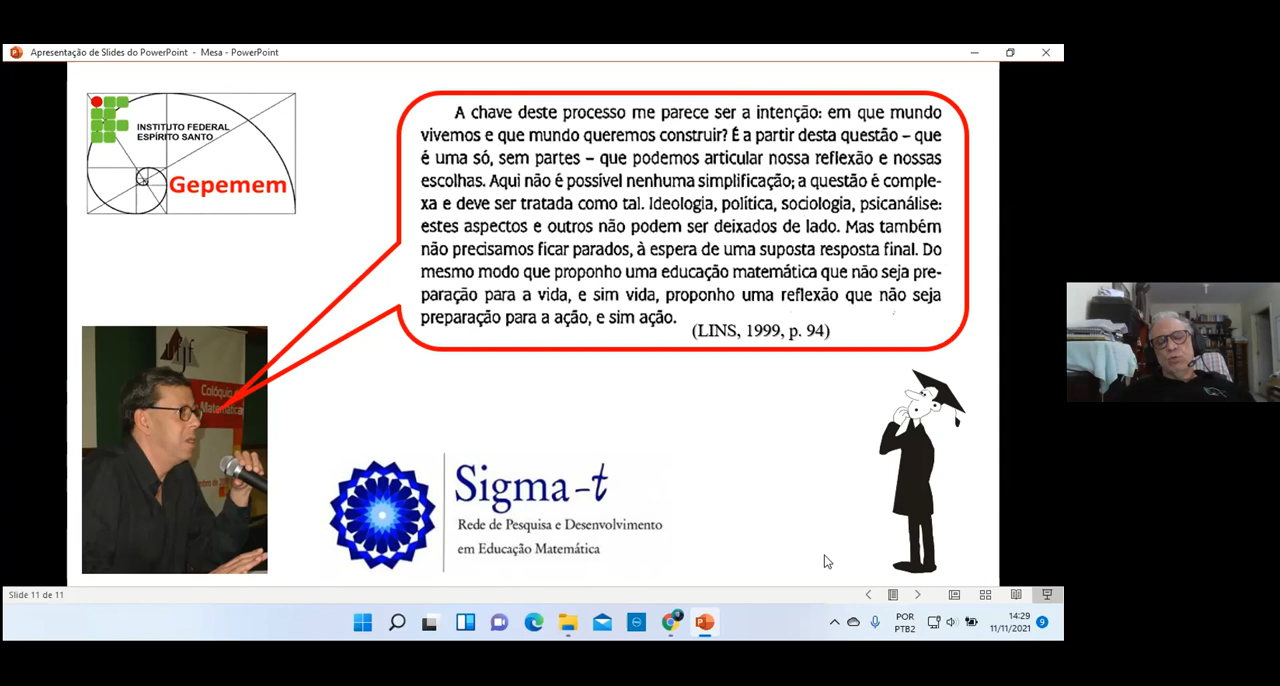 Apresentação de Slides do PowerPoint - Mesa - PowerPoint
INSTITUTO FEDERAL
ESPÍRITO SANTO
Gepemem
A chave deste processo me parece ser a intenção: em que mundo
vivemos e que mundo queremos construir? É a partir desta questão – que
é uma só, sem partes – que podemos articular nossa reflexão e nossas
escolhas. Aqui não é possível nenhuma simplificação; a questão é comple-
xa e deve ser tratada como tal. Ideologia, política, sociologia, psicanálise:
estes aspectos e outros não podem ser deixados de lado. Mas também
não precisamos ficar parados, à espera de uma suposta resposta final. Do
mesmo modo que proponho uma educação matemática que não seja pre-
paração para a vida, e sim vida, proponho uma reflexão que não seja
preparação para a ação, e sim ação.
(LINS, 1999, p. 94)
Colóquio
Matemática
Sigma-t
Rede de Pesquisa e Desenvolvimento
em Educação Matemática
Slide 11 de 11
POR
PTB2
14:29
11/11/2021
9